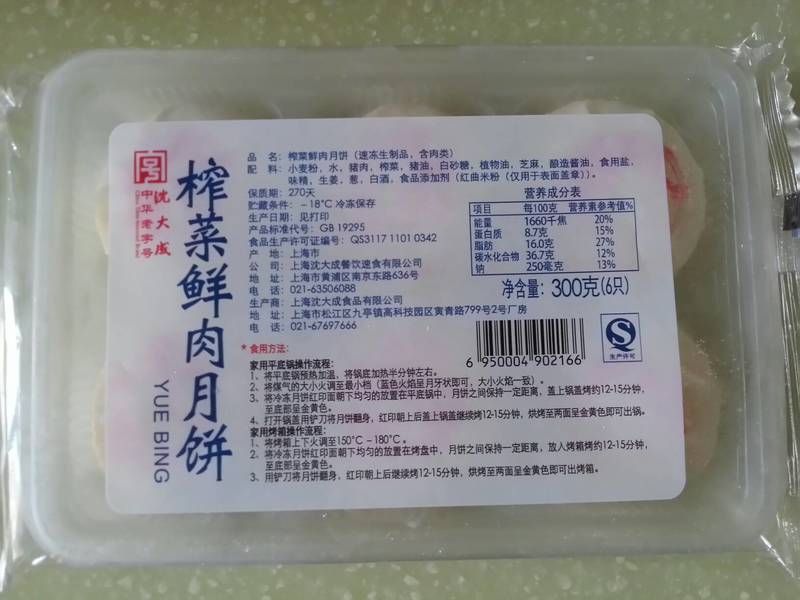 沈大成
中华老字号
榨菜鲜肉月饼
YUE BING
品 名：榨菜鲜肉月饼（速冻生制品，含肉类）
配 料：小麦粉，水，猪肉，榨菜，猪油，白砂糖，植物油，芝麻，酿造酱油，食用盐，
味精，生姜，葱，白酒，食品添加剂（红曲米粉（仅用于表面盖章））。
保质期：270天
贮藏条件：－18°C 冷冻保存
生产日期：见打印
产品标准代号：GB 19295
食品生产许可证编号：QS3117 1101 0342
产 地：上海市
公 司：上海沈大成餐饮速食有限公司
地 址：上海市黄浦区南京东路636号
电 话：021-63506088
生产商：上海沈大成食品有限公司
地 址：上海市松江区九亭镇高科技园区寅青路799号2号厂房
电 话：021-67697666
营养成分表
项目 每100克 营养素参考值%
能量 1660千焦 20%
蛋白质 8.7克 15%
脂肪 16.0克 27%
碳水化合物 36.7克 12%
钠 250毫克 13%
净含量：300克(6只)
6 950004 902166
QS
生产许可
*食用方法：
家用平底锅操作流程：
1、将平底锅预热加温，将锅底加热半分钟左右。
2、将煤气的大小火调至最小档（蓝色火焰呈月牙状即可，大小火焰一致）。
3、将冷冻月饼红印面朝下均匀的放置在平底锅中，月饼之间保持一定距离，盖上锅盖烤约12-15分钟，
至底部呈金黄色。
4、打开锅盖用铲刀将月饼翻身，红印朝上后盖上锅盖继续烤12-15分钟，烘烤至两面呈金黄色即可出锅。
家用烤箱操作流程：
1、将烤箱上下火调至150°C－180°C。
2、将冷冻月饼红印面朝下均匀的放置在烤盘中，月饼之间保持一定距离，放入烤箱烤约12-15分钟，
至底部呈金黄色。
3、用铲刀将月饼翻身，红印朝上后继续烤12-15分钟，烘烤至两面呈金黄色即可出烤箱。